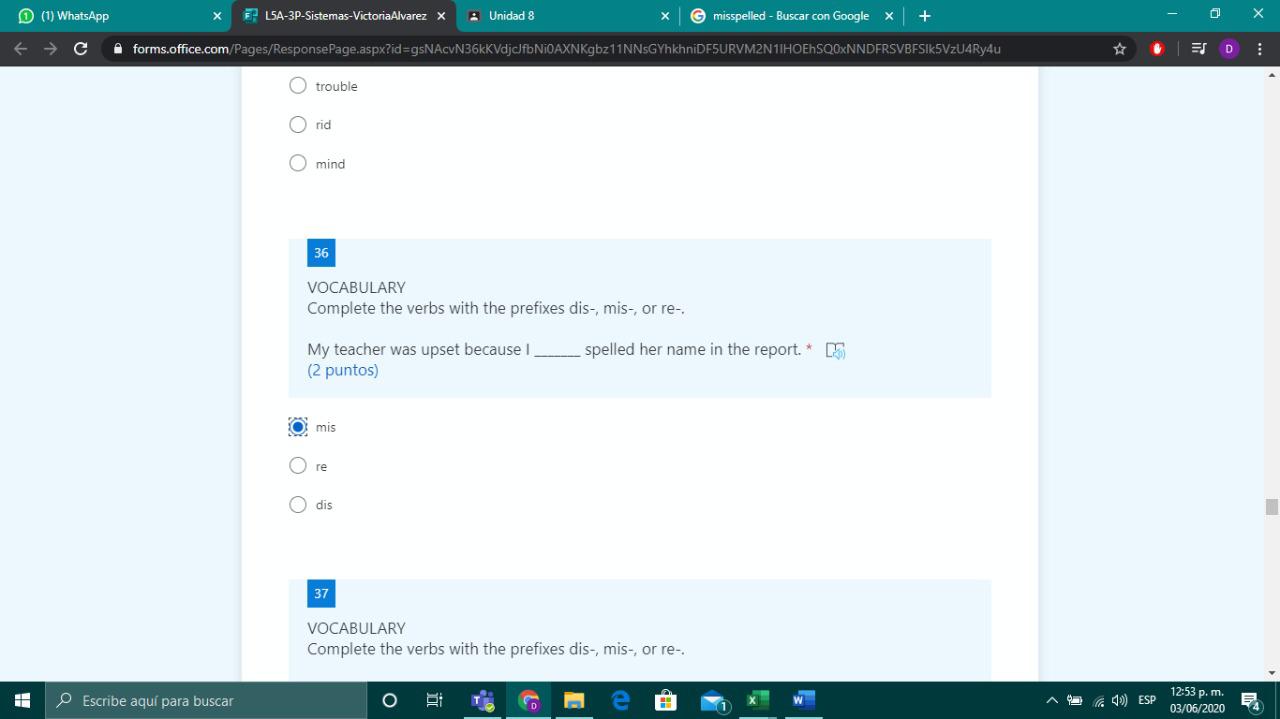 (1) WhatsApp
L5A-3P-Sistemas-VictoriaAlvarez
Unidad 8
misspelled - Buscar con Google
forms.office.com/Pages/ResponsePage.aspx?id=gsNAcvN36kKVdjcJfbNi0AXNKgbz11NNsGYhkhniDF5URVM2N1lHOEhSQ0xNNDFRSVBFSlk5VzU4Ry4u
D
trouble
rid
mind
36
VOCABULARY
Complete the verbs with the prefixes dis-, mis-, or re-.
My teacher was upset because I _______ spelled her name in the report. *
(2 puntos)
mis
re
dis
37
VOCABULARY
Complete the verbs with the prefixes dis-, mis-, or re-.
Escribe aquí para buscar
ESP
12:53 p. m.
03/06/2020